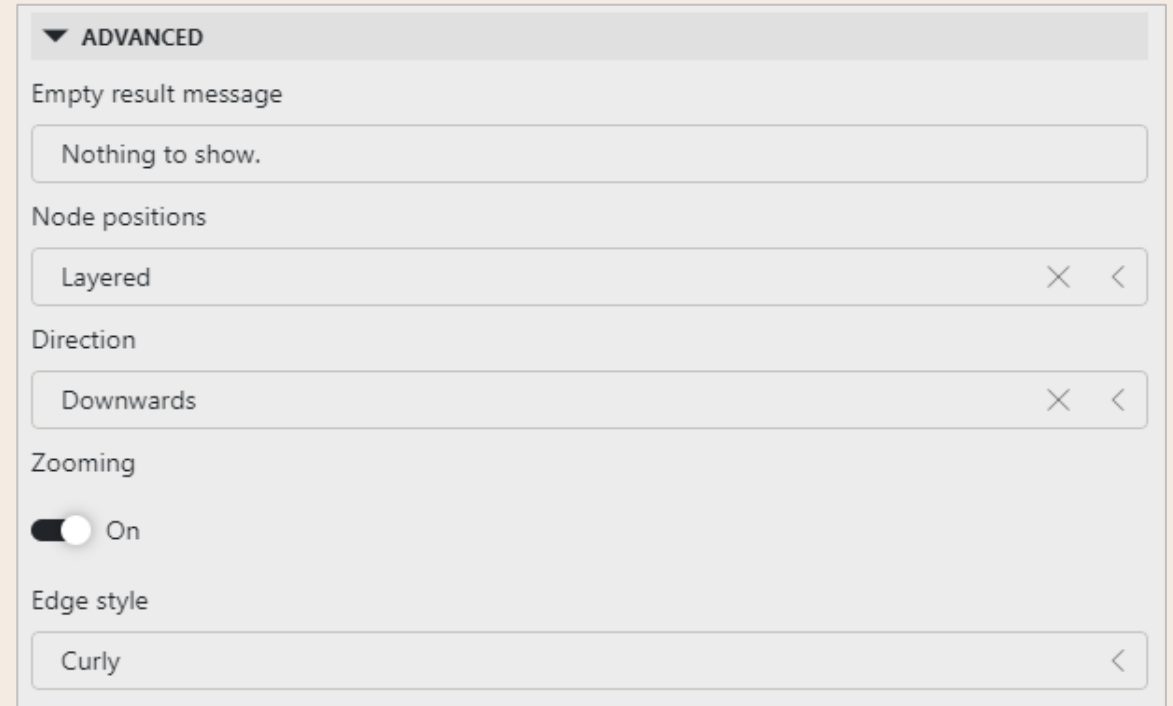 ADVANCED
Empty result message
Nothing to show.
Node positions
Layered
Direction
Downwards
Zooming
On
Edge style
Curly